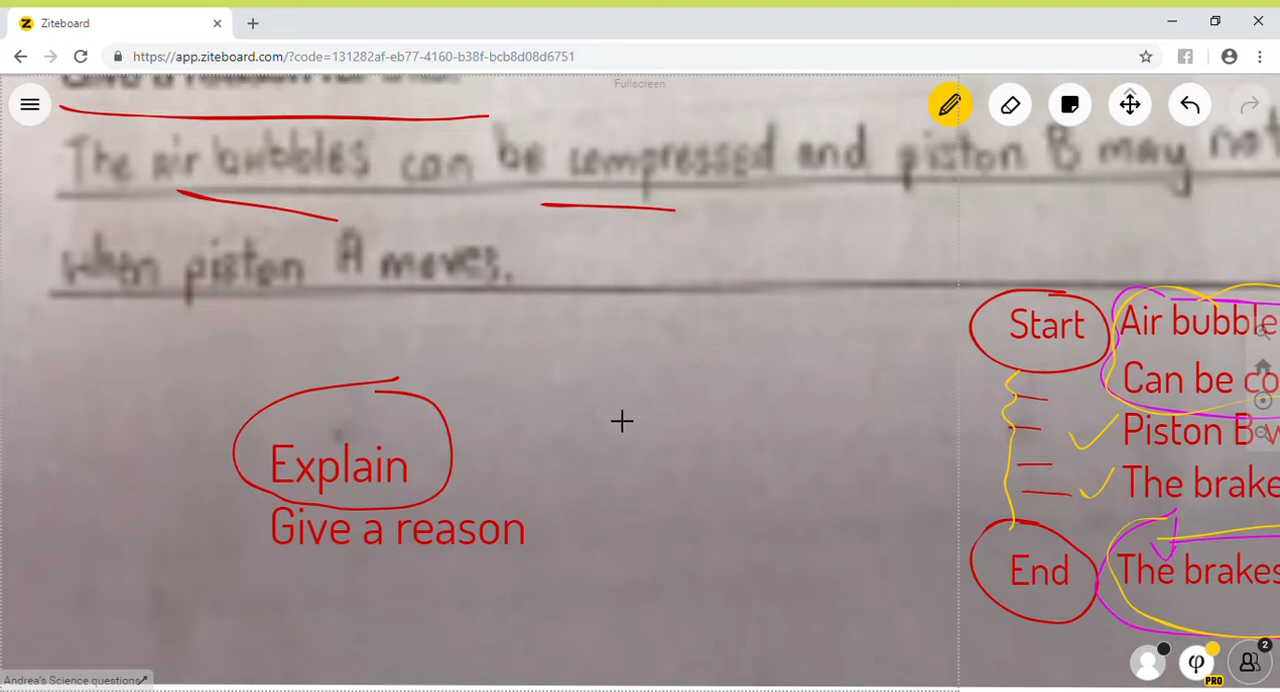 Ziteboard
https://app.ziteboard.com/?code=131282af-eb77-4160-b38f-bcb8d08d6751
Fullscreen
The air bubbles can be compressed and piston B may not
when piston A moves.
Start
Air bubble
Can be co
Piston B w
The brake
Explain
Give a reason
End
The brakes
Andrea's Science questions
PRO
2